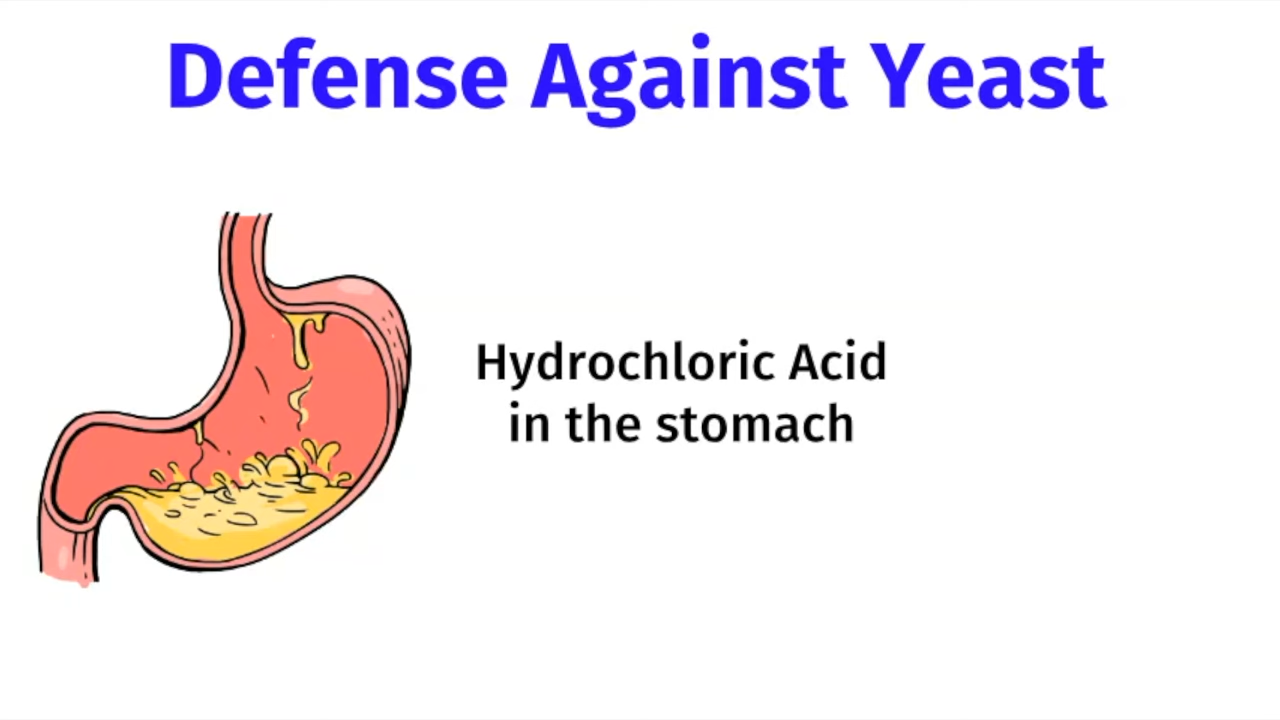 Defense Against Yeast
Hydrochloric Acid
in the stomach